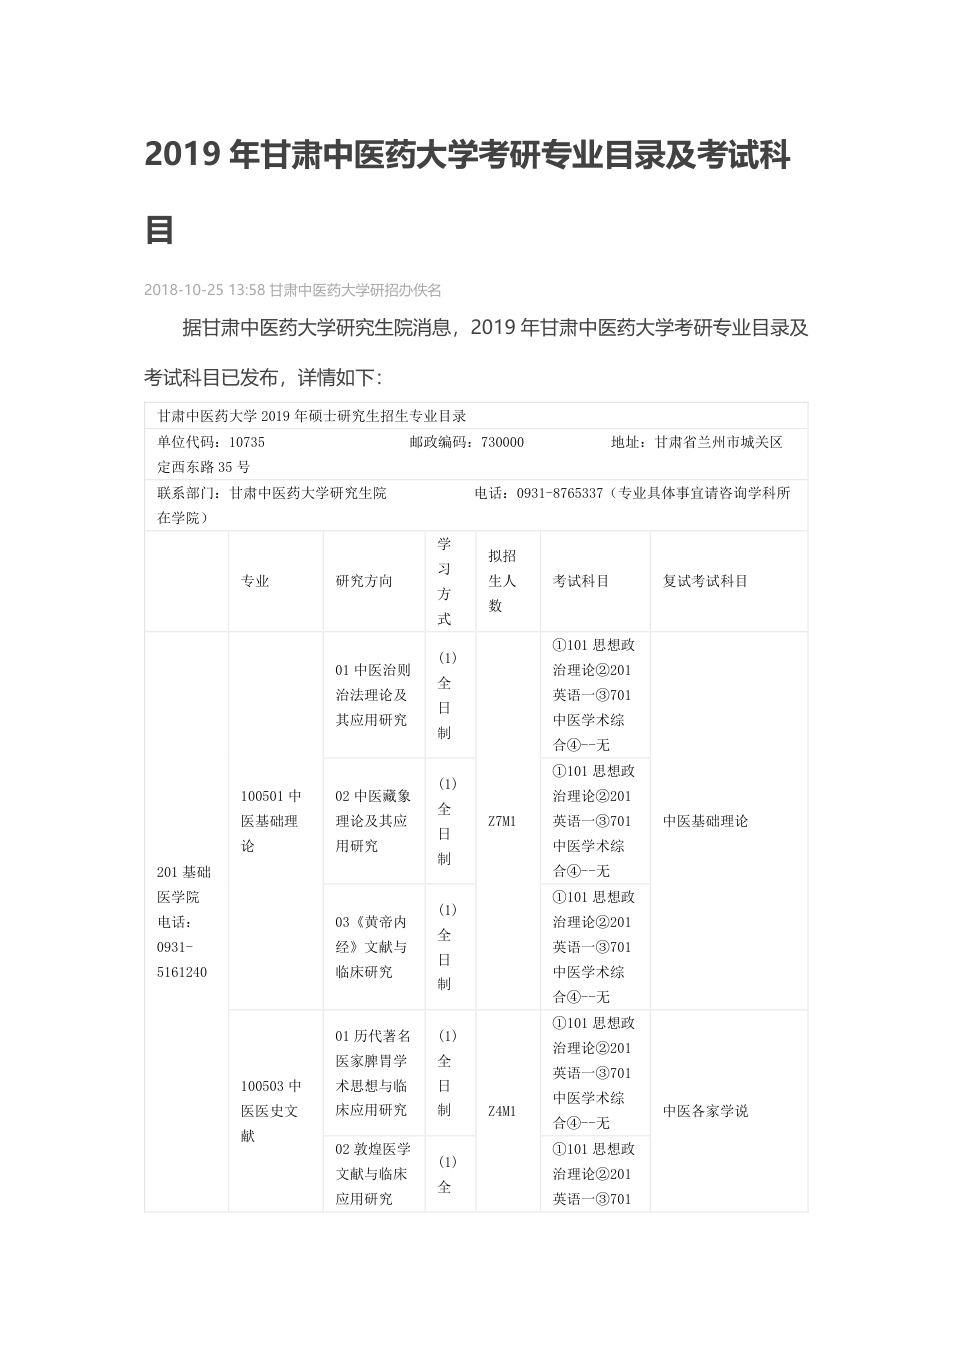 2019 年甘肃中医药大学考研专业目录及考试科
目
2018-10-25 13:58 甘肃中医药大学研招办佚名
据甘肃中医药大学研究生院消息，2019 年甘肃中医药大学考研专业目录及
考试科目已发布，详情如下：
甘肃中医药大学 2019 年硕士研究生招生专业目录
单位代码：10735 邮政编码：730000 地址：甘肃省兰州市城关区
定西东路 35 号
联系部门：甘肃中医药大学研究生院 电话：0931-8765337（专业具体事宜请咨询学科所
在学院）
专业
研究方向
学
习
方
式
拟招
生人
数
考试科目
复试考试科目
201 基础
医学院
电话：
0931-
5161240
100501 中
医基础理
论
01 中医治则
治法理论及
其应用研究
(1)
全
日
制
Z7M1
①101 思想政
治理论②201
英语一③701
中医学术综
合④--无
中医基础理论
02 中医藏象
理论及其应
用研究
(1)
全
日
制
①101 思想政
治理论②201
英语一③701
中医学术综
合④--无
03《黄帝内
经》文献与
临床研究
(1)
全
日
制
①101 思想政
治理论②201
英语一③701
中医学术综
合④--无
100503 中
医医史文
献
01 历代著名
医家脾胃学
术思想与临
床应用研究
(1)
全
日
制
Z4M1
①101 思想政
治理论②201
英语一③701
中医学术综
合④--无
中医各家学说
02 敦煌医学
文献与临床
应用研究
(1)
全
①101 思想政
治理论②201
英语一③701